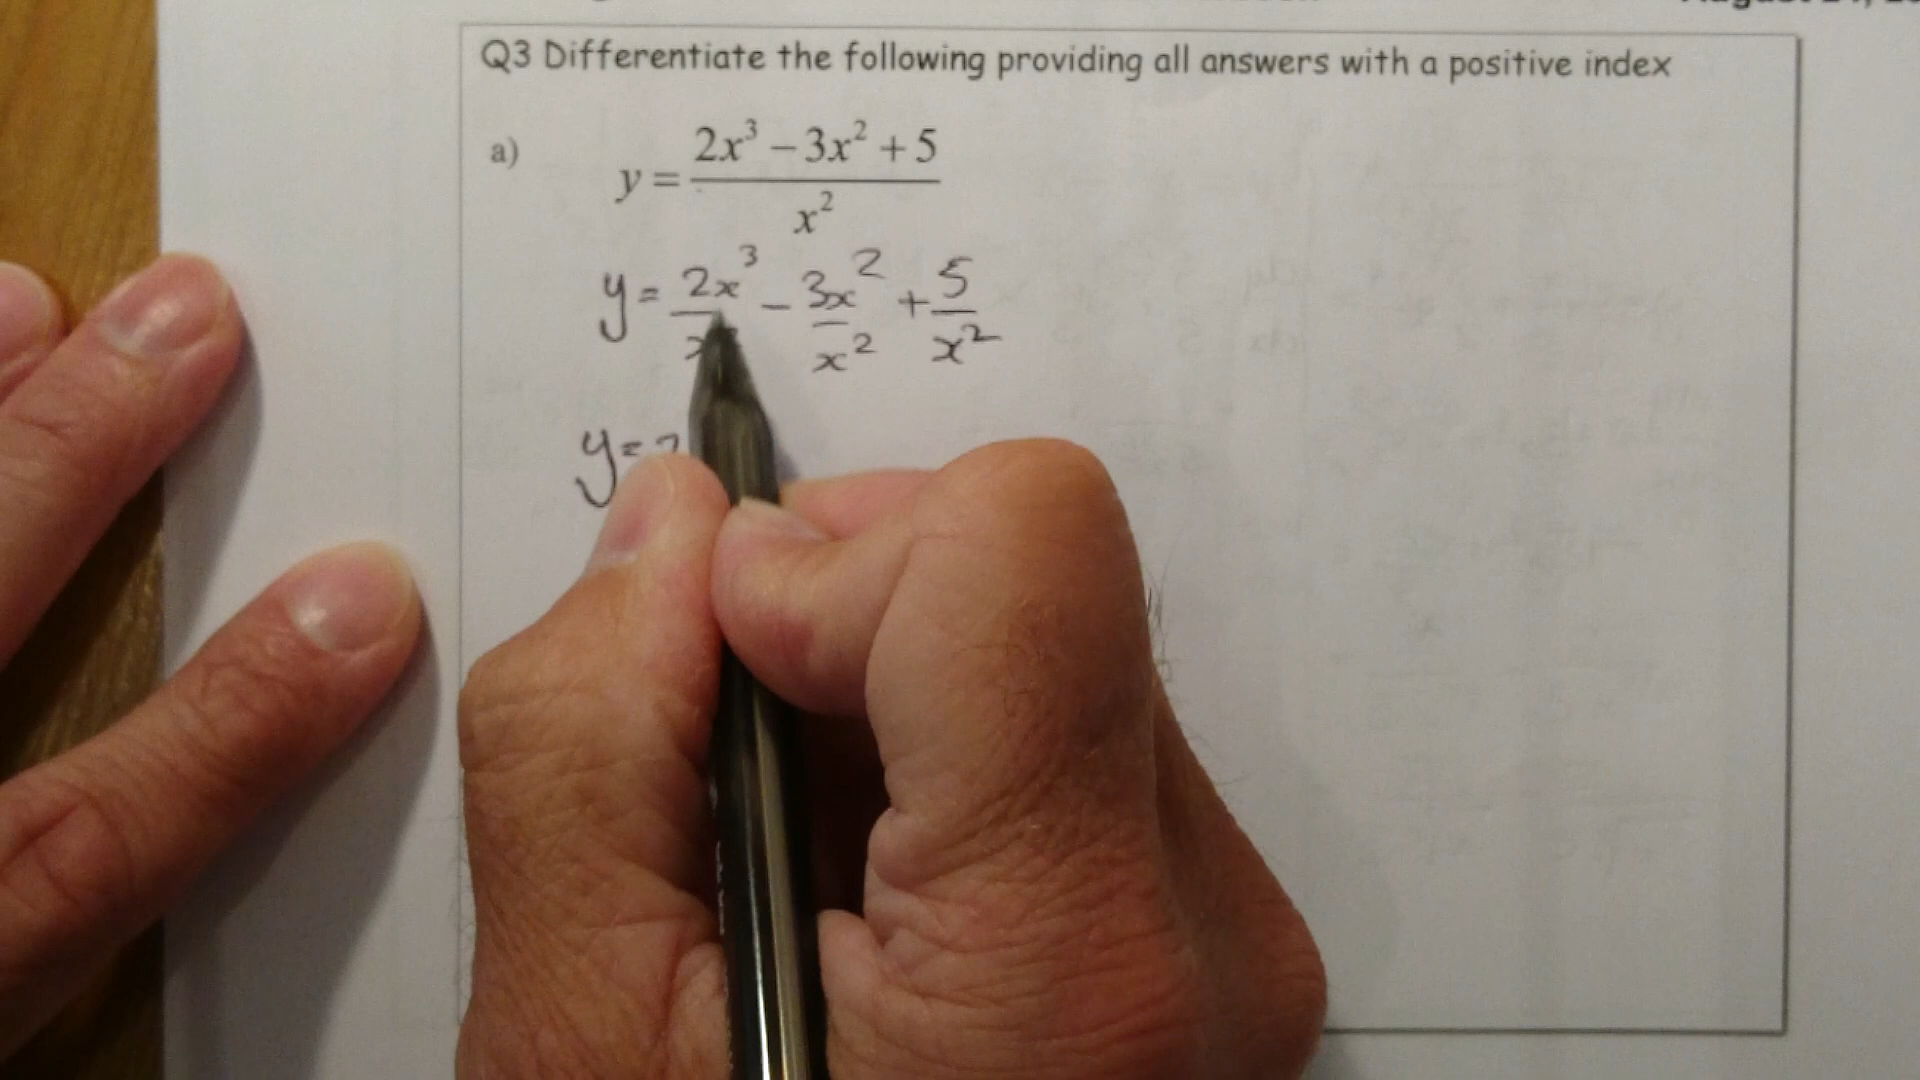 Q3 Differentiate the following providing all answers with a positive index
a) y = (2x³ − 3x² + 5) / x²
y = 2x³/x − 3x²/x² + 5/x²
y = 2